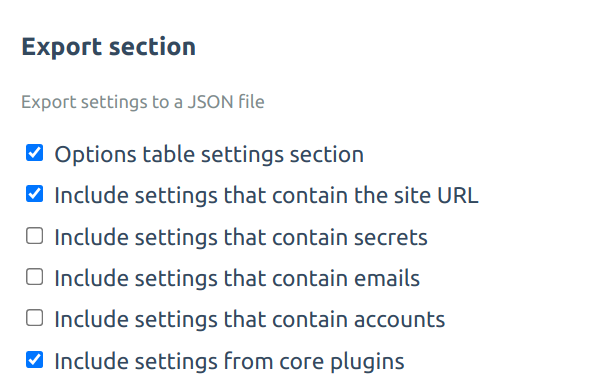 Export section
Export settings to a JSON file
Options table settings section
Include settings that contain the site URL
Include settings that contain secrets
Include settings that contain emails
Include settings that contain accounts
Include settings from core plugins